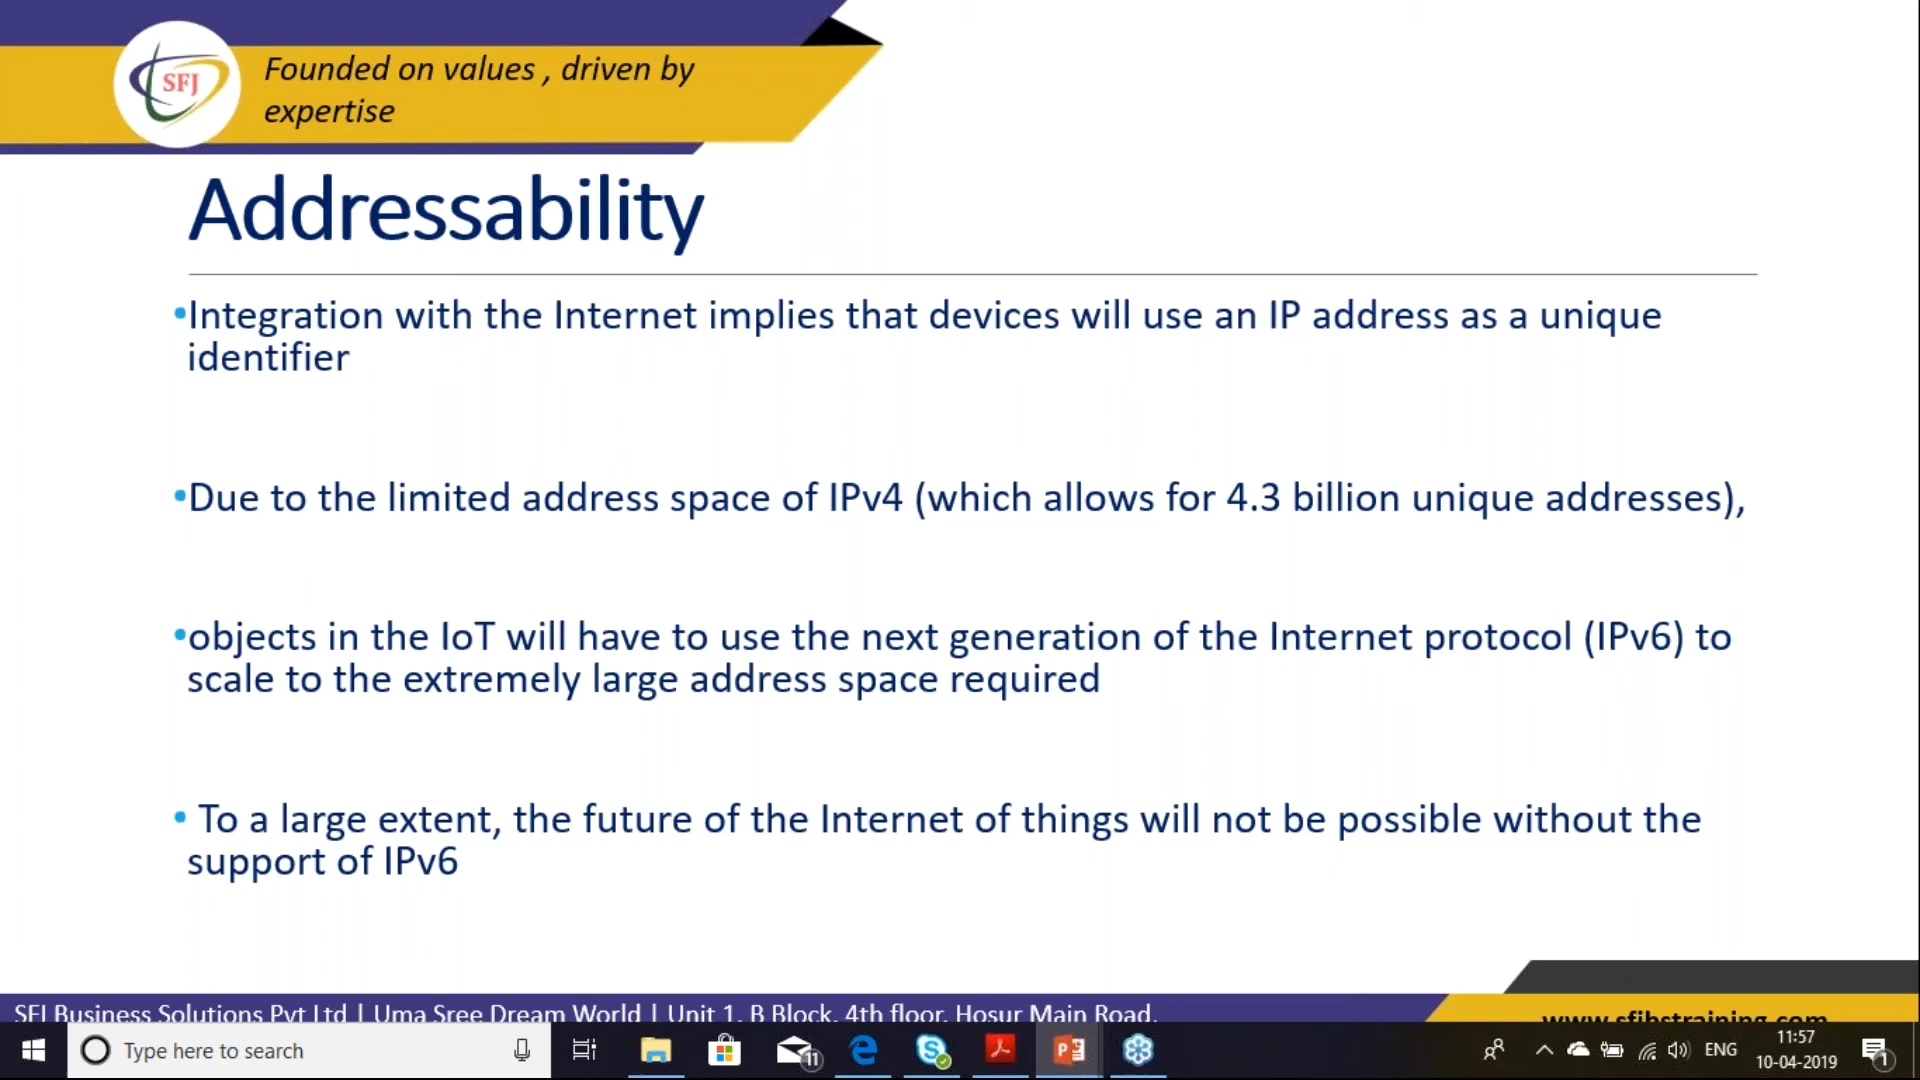 SFJ
Founded on values , driven by
expertise
Addressability
•Integration with the Internet implies that devices will use an IP address as a unique
identifier
•Due to the limited address space of IPv4 (which allows for 4.3 billion unique addresses),
•objects in the IoT will have to use the next generation of the Internet protocol (IPv6) to
scale to the extremely large address space required
• To a large extent, the future of the Internet of things will not be possible without the
support of IPv6
SFJ Business Solutions Pvt Ltd | Uma Sree Dream World | Unit 1, B Block, 4th floor, Hosur Main Road,
www.sfjbstraining.com
Type here to search
11
ENG
11:57
10-04-2019
1